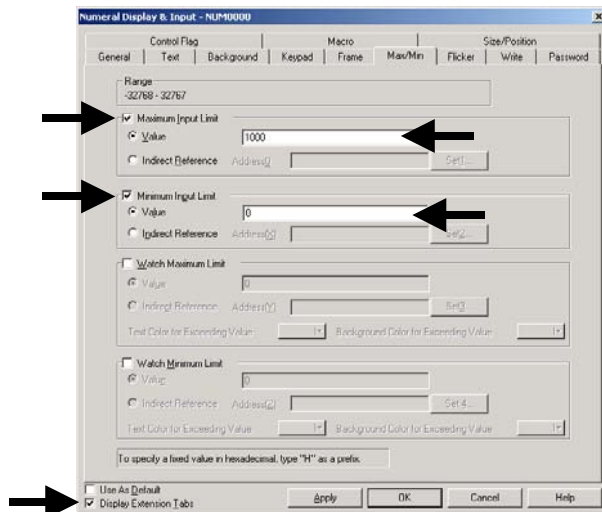 Numeral Display & Input - NUM0000
Control Flag Macro Size/Position
General Text Background Keypad Frame Max/Min Flicker Write Password
Range
-32768 - 32767
Maximum Input Limit
Value 1000
Indirect Reference Address Set1...
Minimum Input Limit
Value 0
Indirect Reference Address(X) Set2...
Watch Maximum Limit
Value 0
Indirect Reference Address(Y) Set3
Text Color for Exceeding Value Background Color for Exceeding Value
Watch Minimum Limit
Value 0
Indirect Reference Address(Z) Set 4...
Text Color for Exceeding Value Background Color for Exceeding Value
To specify a fixed value in hexadecimal, type "H" as a prefix.
Use As Default
Display Extension Tabs Apply OK Cancel Help